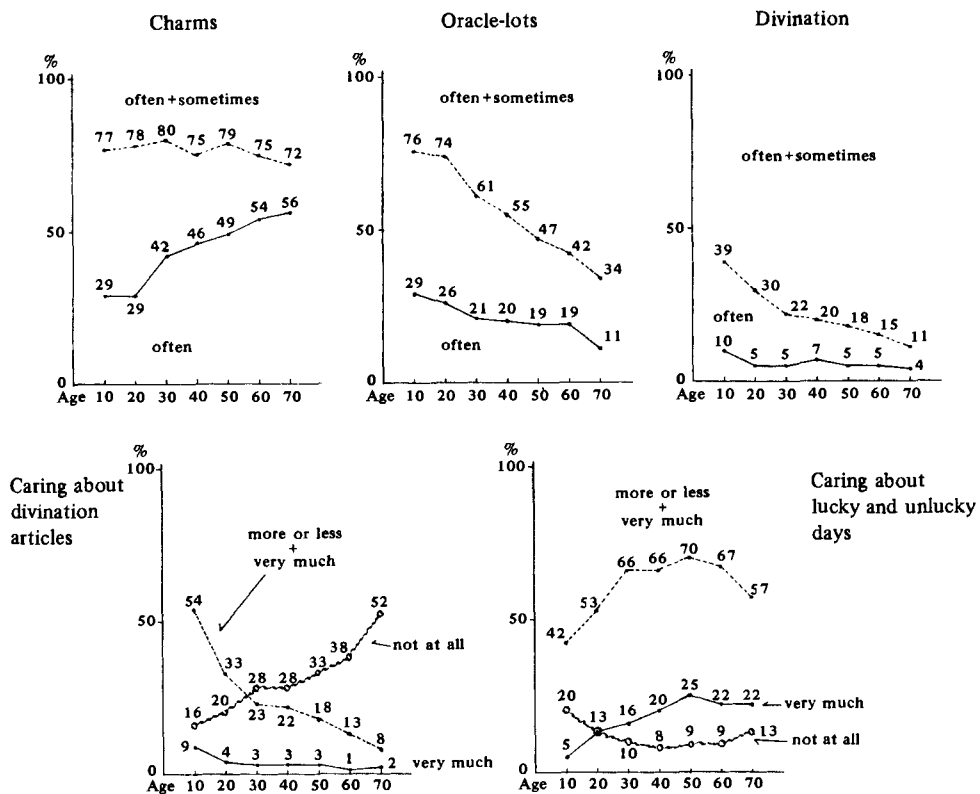 Charms
%
100
often+sometimes
77 78 80 75 79 75 72
50
29 29 42 46 49 54 56
often
0
Age 10 20 30 40 50 60 70
Oracle-lots
%
100
often+sometimes
76 74 61 55 47 42 34
50
29 26 21 20 19 19 11
often
0
Age 10 20 30 40 50 60 70
Divination
%
100
often+sometimes
50
39 30 22 20 18 15 11
often
10 5 5 7 5 5 4
0
Age 10 20 30 40 50 60 70
Caring about
divination
articles
%
100
more or less
+
very much
54 33 23 22 18 13 8
50
not at all
16 20 28 28 33 38 52
9 4 3 3 3 1 2
very much
0
Age 10 20 30 40 50 60 70
Caring about
lucky and unlucky
days
%
100
more or less
+
very much
42 53 66 66 70 67 57
50
5 13 16 20 25 22 22
very much
20 10 8 9 9 13
not at all
0
Age 10 20 30 40 50 60 70